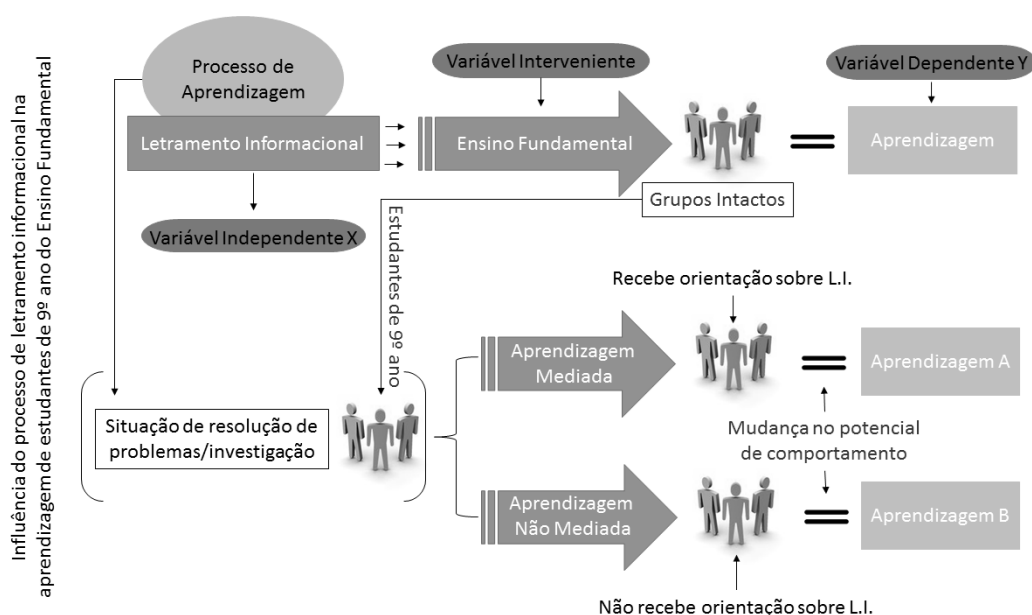 Influência do processo de letramento informacional na
aprendizagem de estudantes de 9º ano do Ensino Fundamental
Processo de
Aprendizagem
Variável Interveniente
Variável Dependente Y
Letramento Informacional
Ensino Fundamental
Aprendizagem
Grupos Intactos
Variável Independente X
Estudantes de 9º ano
Recebe orientação sobre L.I.
Aprendizagem
Mediada
Aprendizagem A
Situação de resolução de
problemas/investigação
Mudança no potencial
de comportamento
Aprendizagem
Não Mediada
Aprendizagem B
Não recebe orientação sobre L.I.